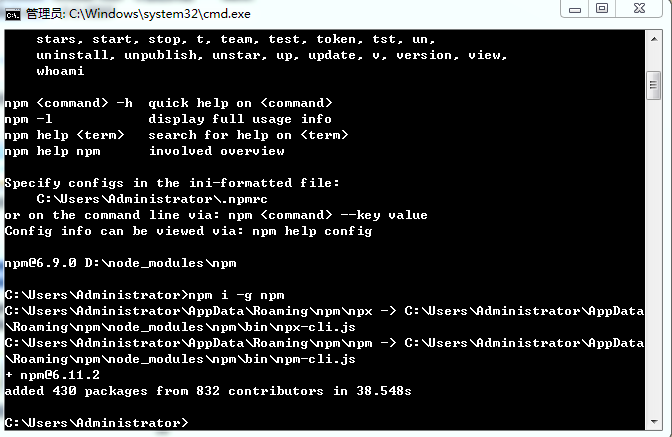 管理员: C:\Windows\system32\cmd.exe
stars, start, stop, t, team, test, token, tst, un,
uninstall, unpublish, unstar, up, update, v, version, view,
whoami
npm <command> -h  quick help on <command>
npm -l            display full usage info
npm help <term>   search for help on <term>
npm help npm      involved overview
Specify configs in the ini-formatted file:
C:\Users\Administrator\.npmrc
or on the command line via: npm <command> --key value
Config info can be viewed via: npm help config
npm@6.9.0 D:\node_modules\npm
C:\Users\Administrator>npm i -g npm
C:\Users\Administrator\AppData\Roaming\npm\npx -> C:\Users\Administrator\AppData
\Roaming\npm\node_modules\npm\bin\npx-cli.js
C:\Users\Administrator\AppData\Roaming\npm\npm -> C:\Users\Administrator\AppData
\Roaming\npm\node_modules\npm\bin\npm-cli.js
+ npm@6.11.2
added 430 packages from 832 contributors in 38.548s
C:\Users\Administrator>